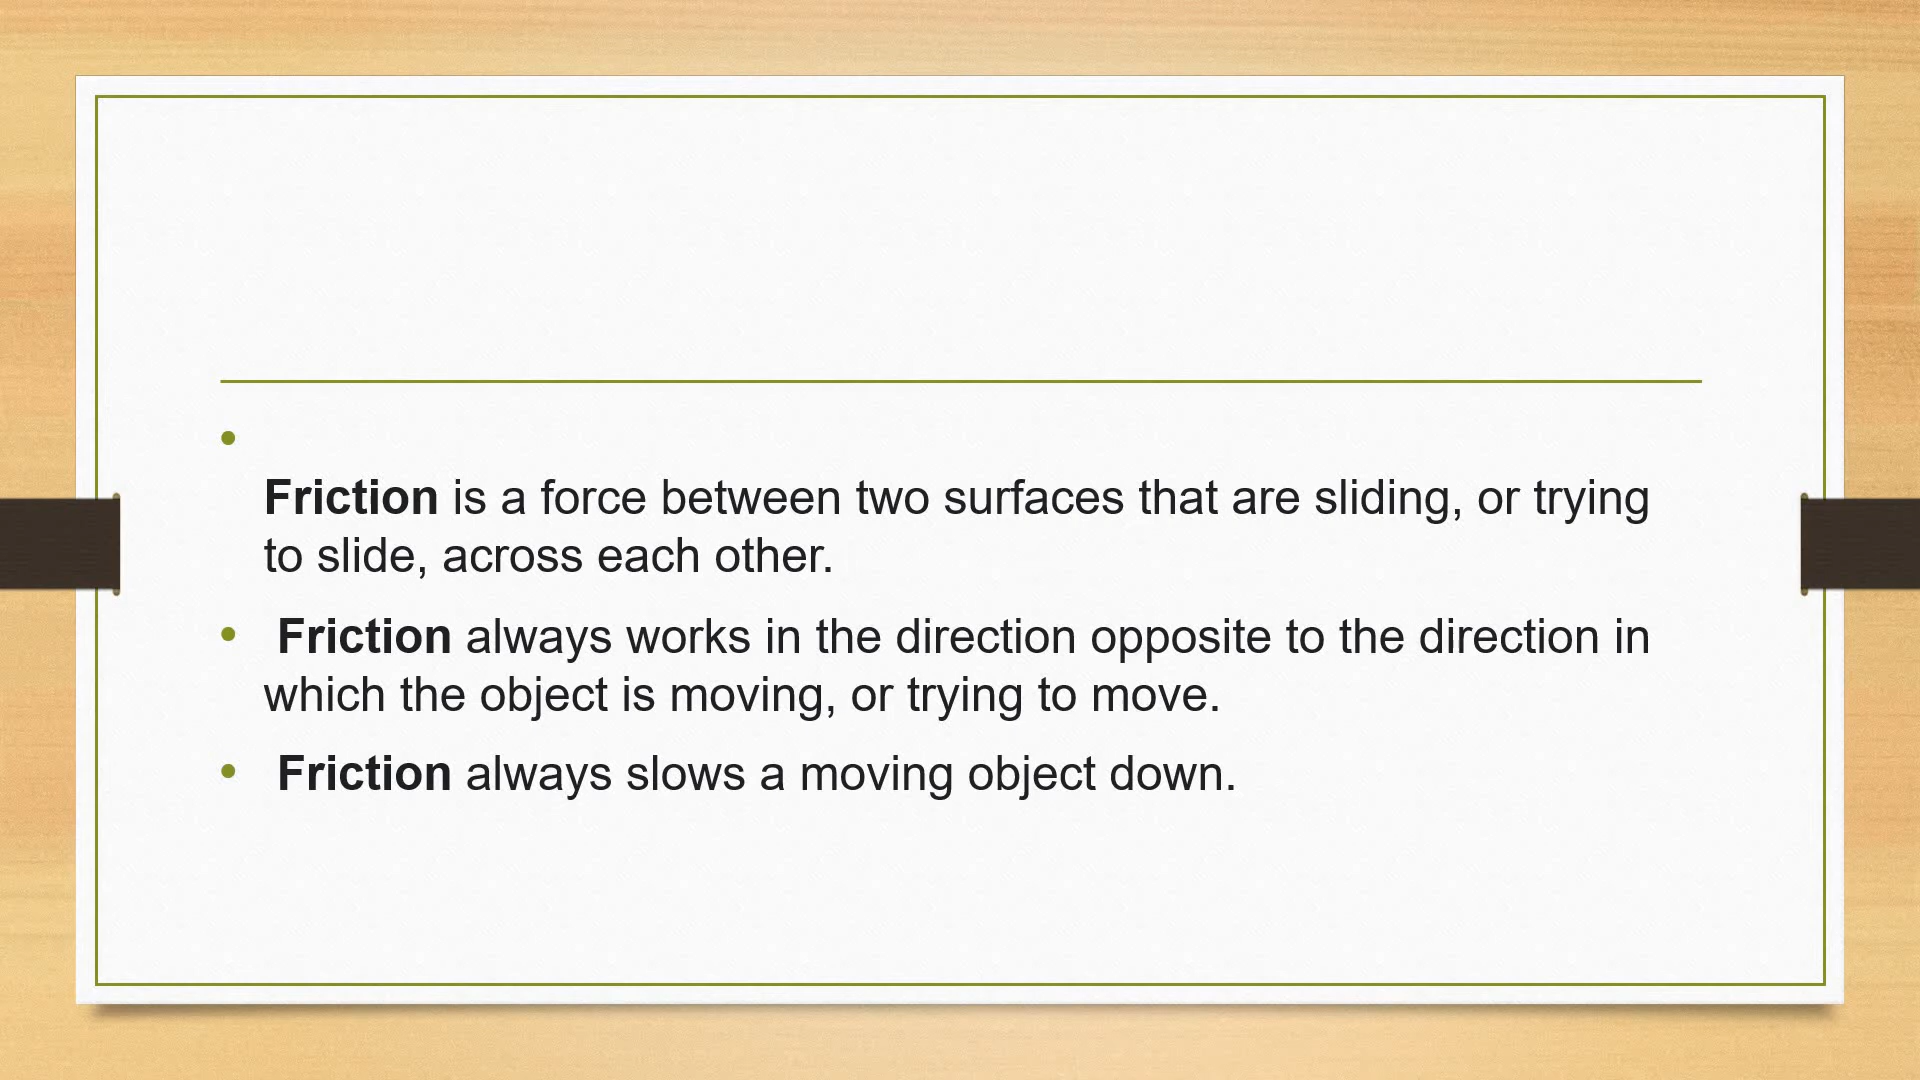 •
Friction is a force between two surfaces that are sliding, or trying
to slide, across each other.
• Friction always works in the direction opposite to the direction in
which the object is moving, or trying to move.
• Friction always slows a moving object down.